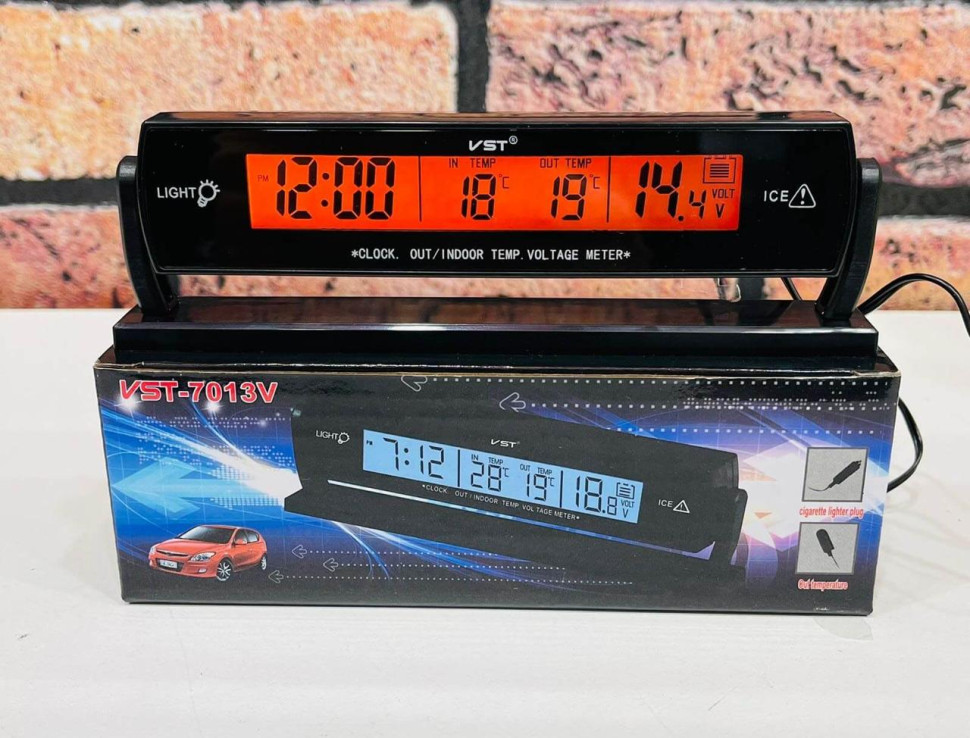 VST®
LIGHT
PM 12:00
IN TEMP
18 °C
OUT TEMP
19 °C
14.4 VOLT V
ICE
*CLOCK. OUT/INDOOR TEMP.VOLTAGE METER*
VST-7013V
LIGHT
VST
7:12
IN TEMP
28 °C
OUT TEMP
19 °C
18.8 VOLT V
ICE
*CLOCK. OUT/INDOOR TEMP. VOLTAGE METER*
cigarette lighter plug
Out temperature